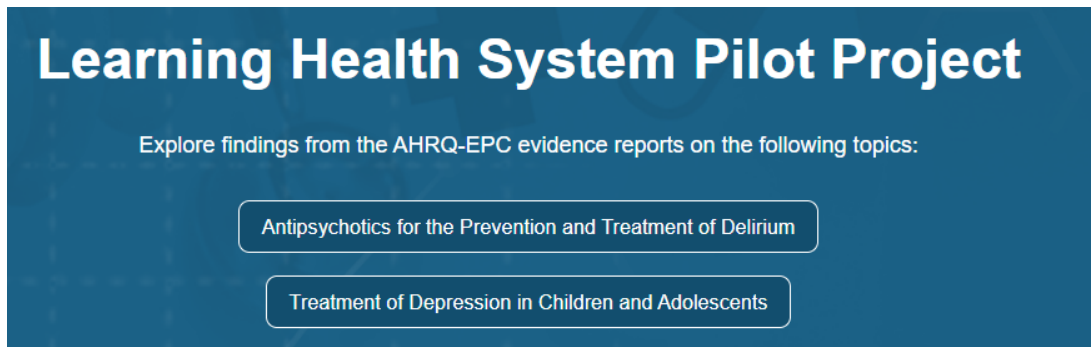 Learning Health System Pilot Project
Explore findings from the AHRQ-EPC evidence reports on the following topics:
Antipsychotics for the Prevention and Treatment of Delirium
Treatment of Depression in Children and Adolescents